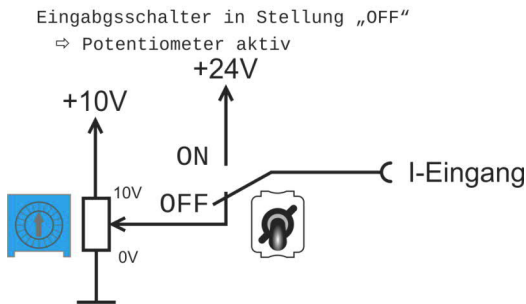 Eingabgsschalter in Stellung „OFF“
⇨ Potentiometer aktiv
+24V
+10V
ON
I-Eingang
10V
OFF
0V